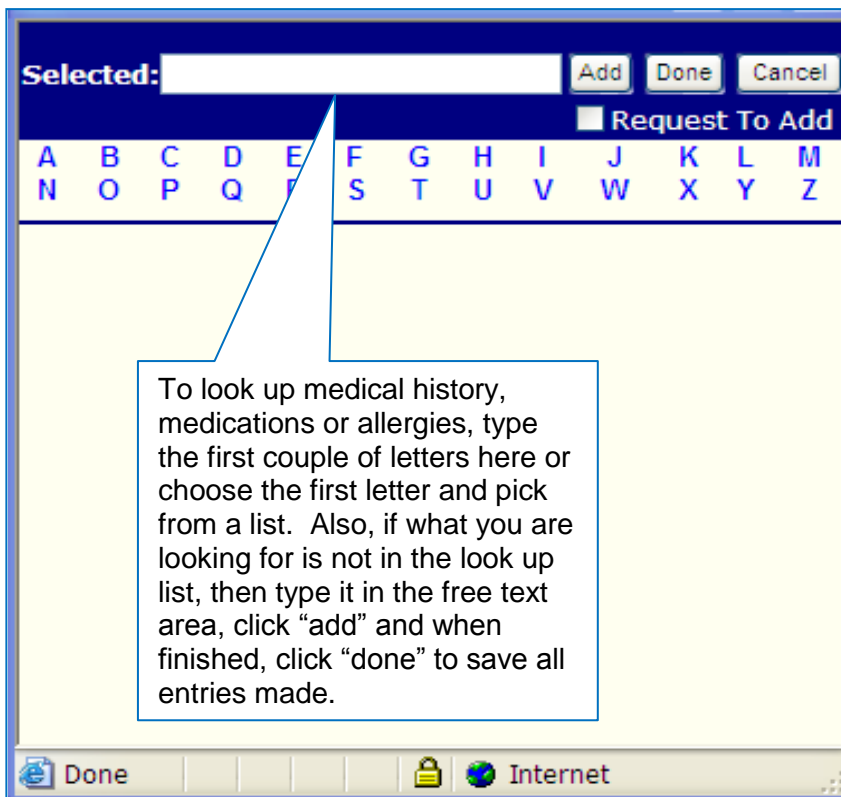 Selected: Add Done Cancel
Request To Add
A B C D E F G H I J K L M
N O P Q S T U V W X Y Z
To look up medical history,
medications or allergies, type
the first couple of letters here or
choose the first letter and pick
from a list. Also, if what you are
looking for is not in the look up
list, then type it in the free text
area, click “add” and when
finished, click “done” to save all
entries made.
Done Internet